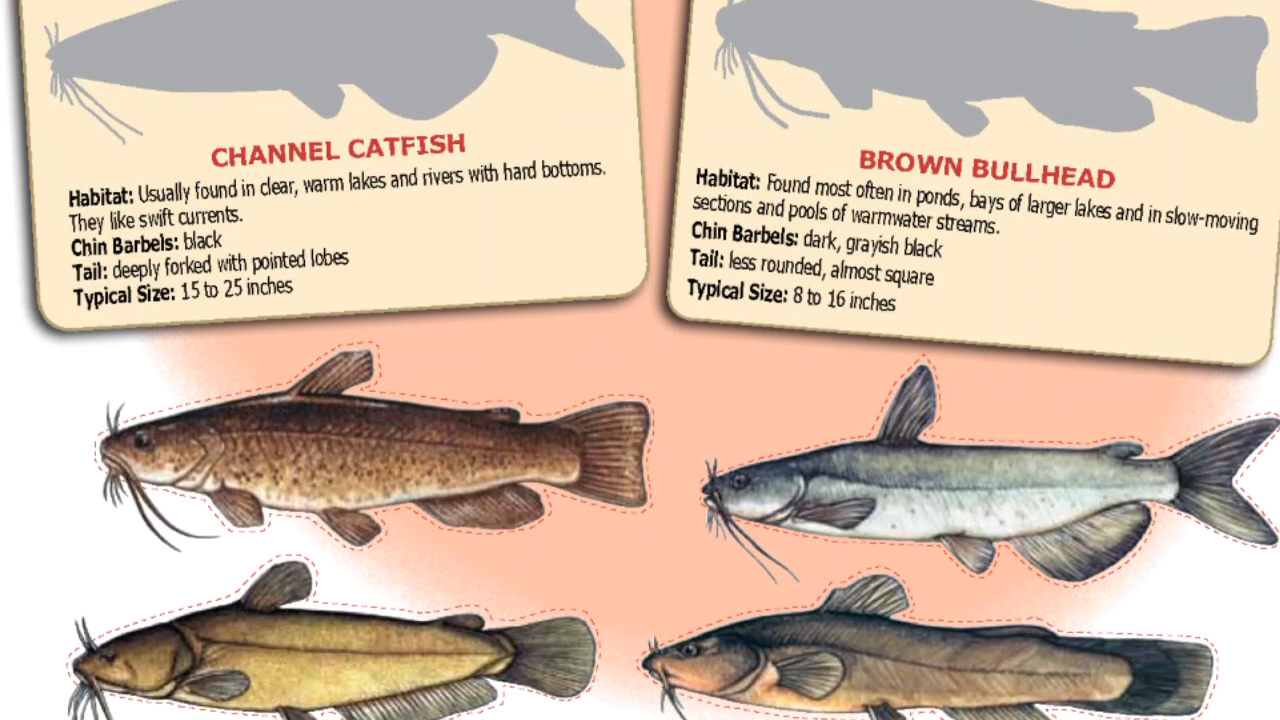 CHANNEL CATFISH
Habitat: Usually found in clear, warm lakes and rivers with hard bottoms.
They like swift currents.
Chin Barbels: black
Tail: deeply forked with pointed lobes
Typical Size: 15 to 25 inches
BROWN BULLHEAD
Habitat: Found most often in ponds, bays of larger lakes and in slow-moving
sections and pools of warmwater streams.
Chin Barbels: dark, grayish black
Tail: less rounded, almost square
Typical Size: 8 to 16 inches